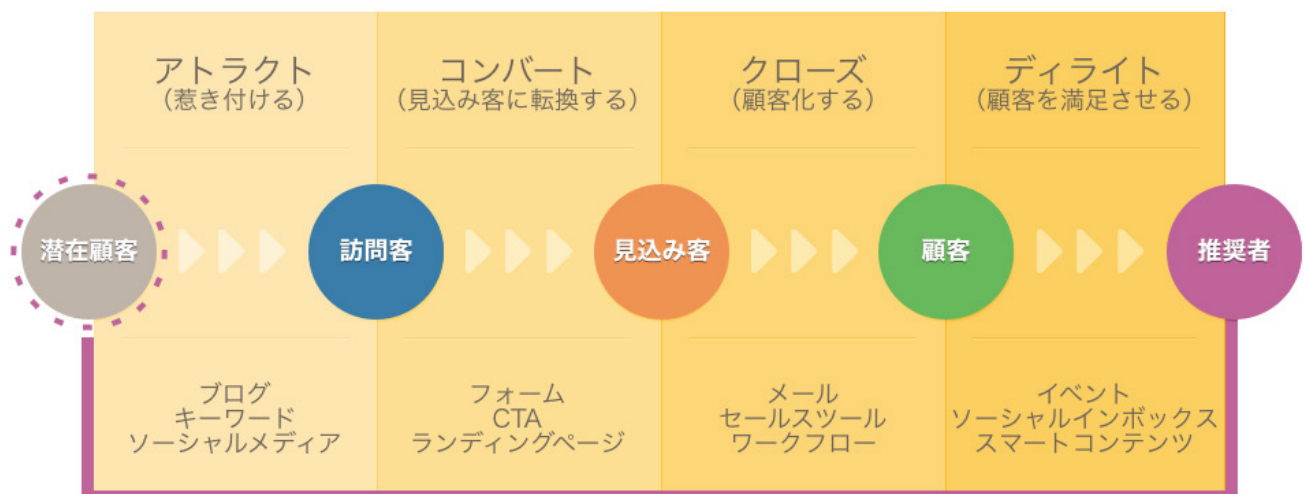 アトラクト
（惹き付ける）
コンバート
（見込み客に転換する）
クローズ
（顧客化する）
ディライト
（顧客を満足させる）
潜在顧客
訪問客
見込み客
顧客
推奨者
ブログ
キーワード
ソーシャルメディア
フォーム
CTA
ランディングページ
メール
セールスツール
ワークフロー
イベント
ソーシャルインボックス
スマートコンテンツ